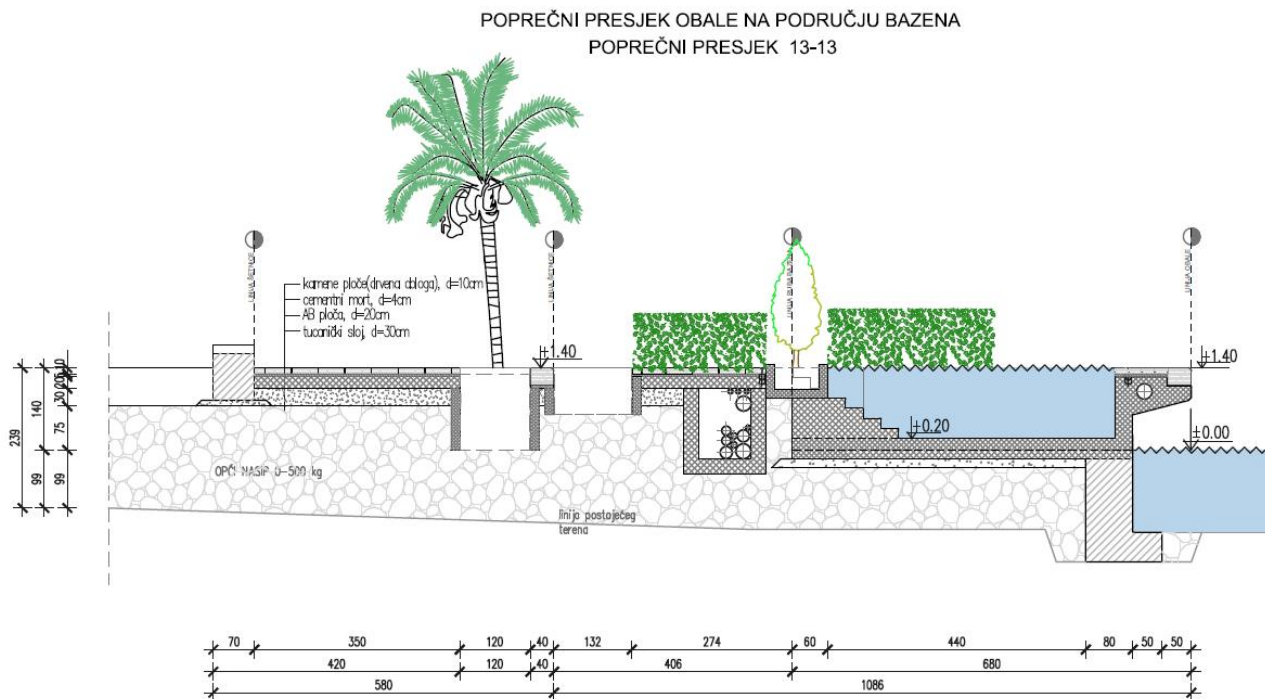 POPREČNI PRESJEK OBALE NA PODRUČJU BAZENA
POPREČNI PRESJEK 13-13
LINIJA OBALE
kamene ploče(drvena obloga), d=10cm
cementni mort, d=4cm
AB ploča, d=20cm
tucanički sloj, d=30cm
+1.40
+1.40
±0.20
±0.00
239
140
99
30
75
99
OPĆI NASIP 0-500 kg
linija postojećeg
terena
70
350
120
40
132
274
60
440
80
50
50
420
120
40
406
680
580
1086